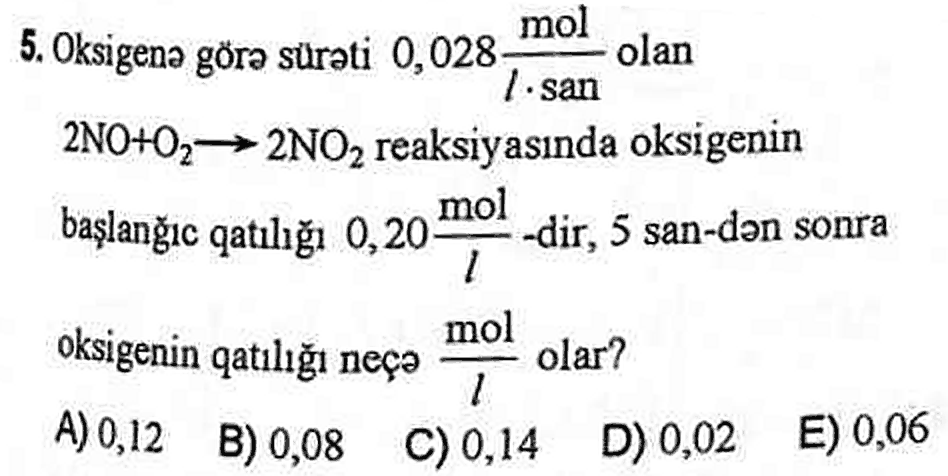 5. Oksigenə görə sürəti 0,028 mol/l·san olan
2NO+O₂→2NO₂ reaksiyasında oksigenin
başlanğıc qatılığı 0,20 mol/l -dir, 5 san-dən sonra
oksigenin qatılığı neçə mol/l olar?
A) 0,12 B) 0,08 C) 0,14 D) 0,02 E) 0,06